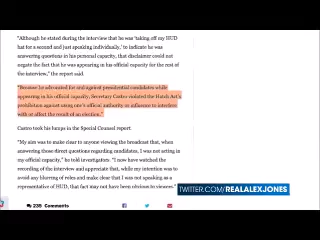 "Although he stated during the interview that he was 'taking off my HUD
hat for a second and just speaking individually,' to indicate he was
answering questions in his personal capacity, that disclaimer could not
negate the fact that he was appearing in his official capacity for the rest of
the interview," the report said.
"Because he advocated for and against presidential candidates while
appearing in his official capacity, Secretary Castro violated the Hatch Act's
prohibition against using one's official authority or influence to interfere
with or affect the result of an election."
Castro took his lumps in the Special Counsel report.
"My aim was to make clear to anyone viewing the broadcast that, when
answering those direct questions regarding candidates, I was not acting in
my official capacity," he told investigators. "I now have watched the
recording of the interview and appreciate that, while my intention was to
avoid any blurring of roles and make clear that I was not speaking as a
representative of HUD, that fact may not have been obvious to viewers."
239 Comments
TWITTER.COM/REALALEXJONES